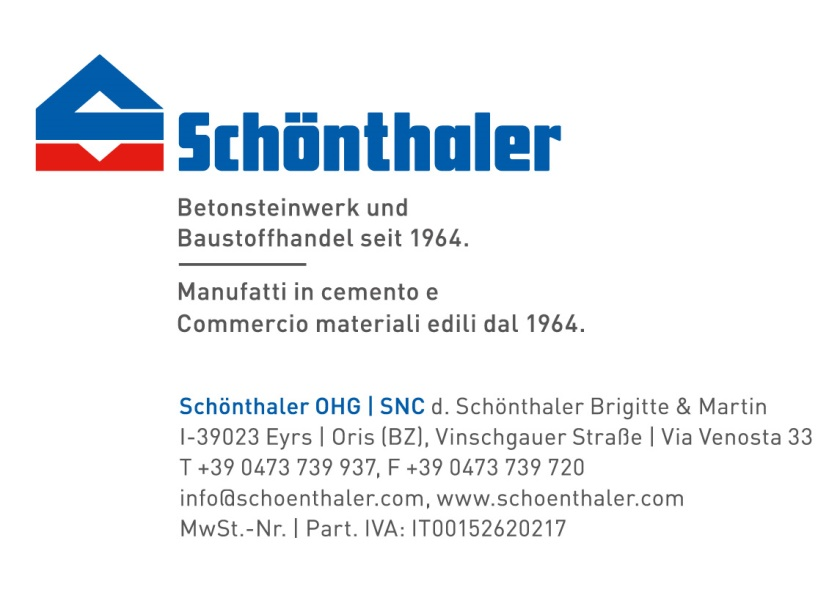 Schönthaler
Betonsteinwerk und
Baustoffhandel seit 1964.
Manufatti in cemento e
Commercio materiali edili dal 1964.
Schönthaler OHG | SNC d. Schönthaler Brigitte & Martin
I-39023 Eyrs | Oris (BZ), Vinschgauer Straße | Via Venosta 33
T +39 0473 739 937, F +39 0473 739 720
info@schoenthaler.com, www.schoenthaler.com
MwSt.-Nr. | Part. IVA: IT00152620217